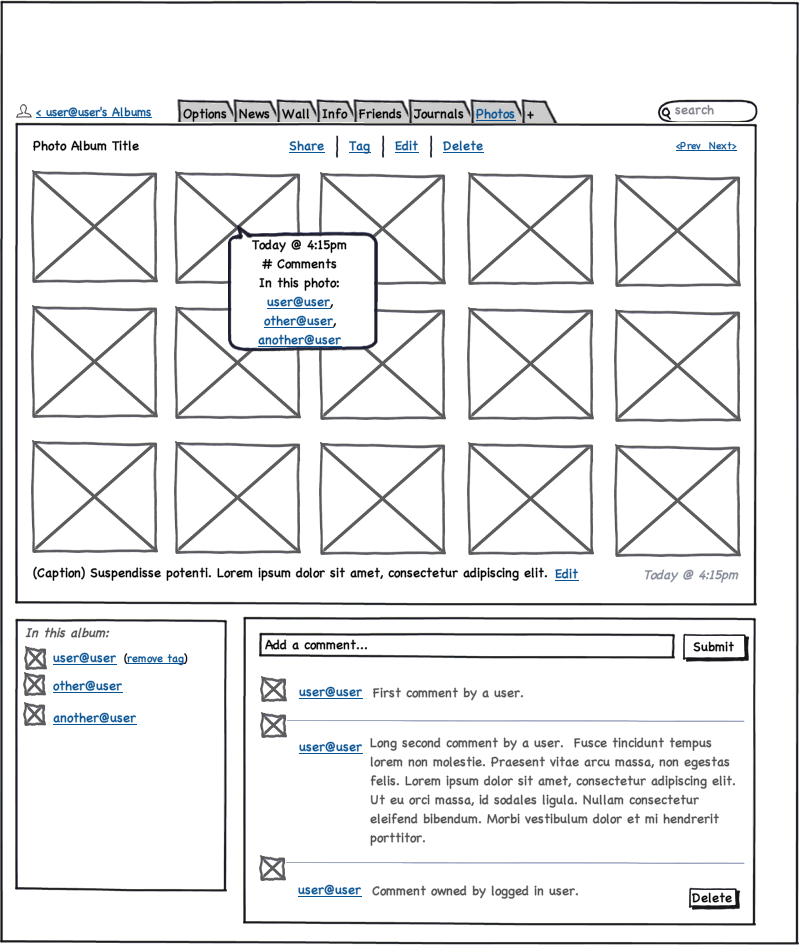 < user@user's Albums Options News Wall Info Friends Journals Photos + search
Photo Album Title Share Tag Edit Delete <Prev Next>
Today @ 4:15pm
# Comments
In this photo:
user@user,
other@user,
another@user
(Caption) Suspendisse potenti. Lorem ipsum dolor sit amet, consectetur adipiscing elit. Edit Today @ 4:15pm
In this album:
user@user (remove tag)
other@user
another@user
Add a comment... Submit
user@user First comment by a user.
user@user Long second comment by a user. Fusce tincidunt tempus
lorem non molestie. Praesent vitae arcu massa, non egestas
felis. Lorem ipsum dolor sit amet, consectetur adipiscing elit.
Ut eu orci massa, id sodales ligula. Nullam consectetur
eleifend bibendum. Morbi vestibulum dolor et mi hendrerit
porttitor.
user@user Comment owned by logged in user. Delete